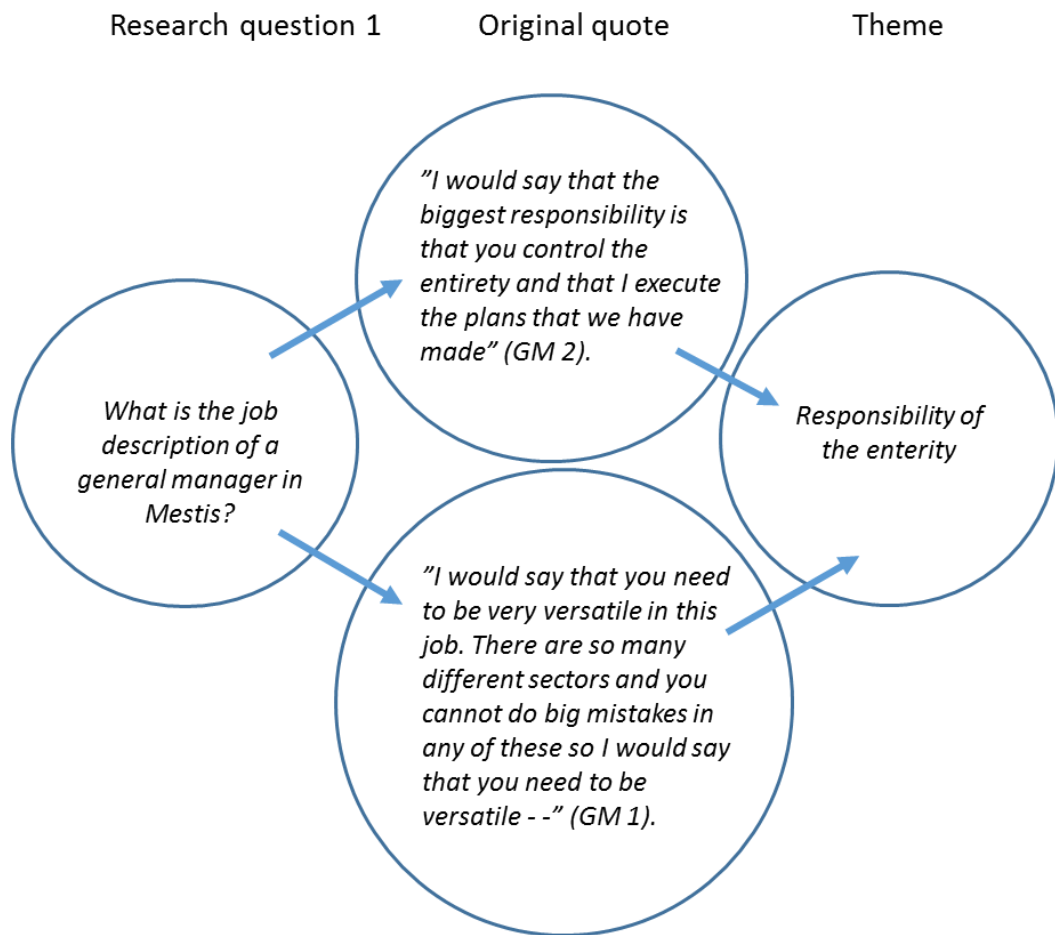 Research question 1
Original quote
Theme
What is the job
description of a
general manager in
Mestis?
”I would say that the
biggest responsibility is
that you control the
entirety and that I execute
the plans that we have
made” (GM 2).
”I would say that you need
to be very versatile in this
job. There are so many
different sectors and you
cannot do big mistakes in
any of these so I would say
that you need to be
versatile - -” (GM 1).
Responsibility of
the enterity